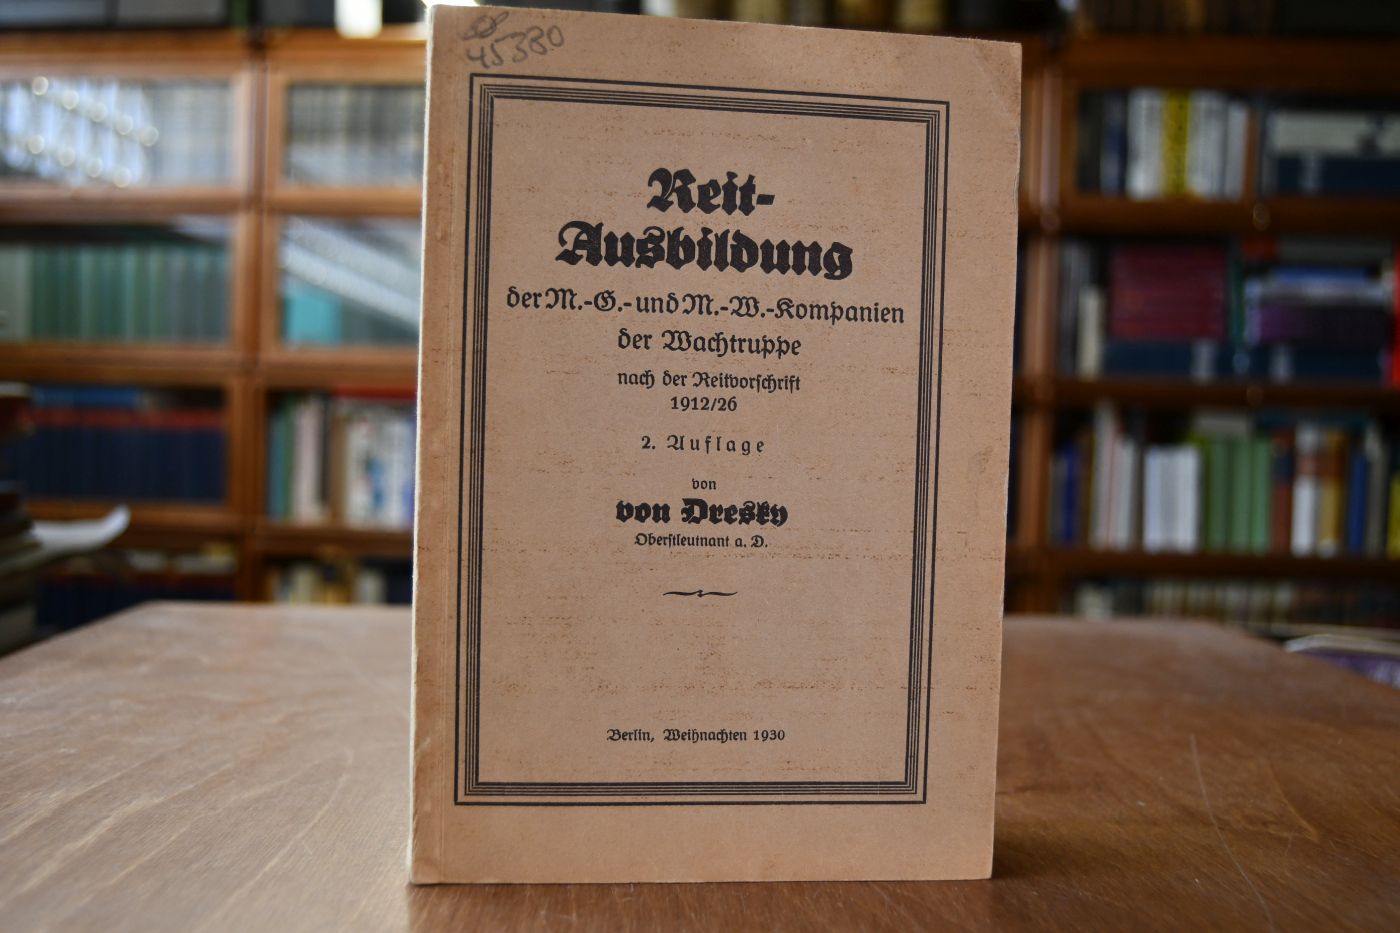 45380
Reit-
Ausbildung
der M.-G.- und M.-W.-Kompanien
der Wachtruppe
nach der Reitvorschrift
1912/26
2. Auflage
von
von Dresky
Oberstleutnant a. D.
Berlin, Weihnachten 1930